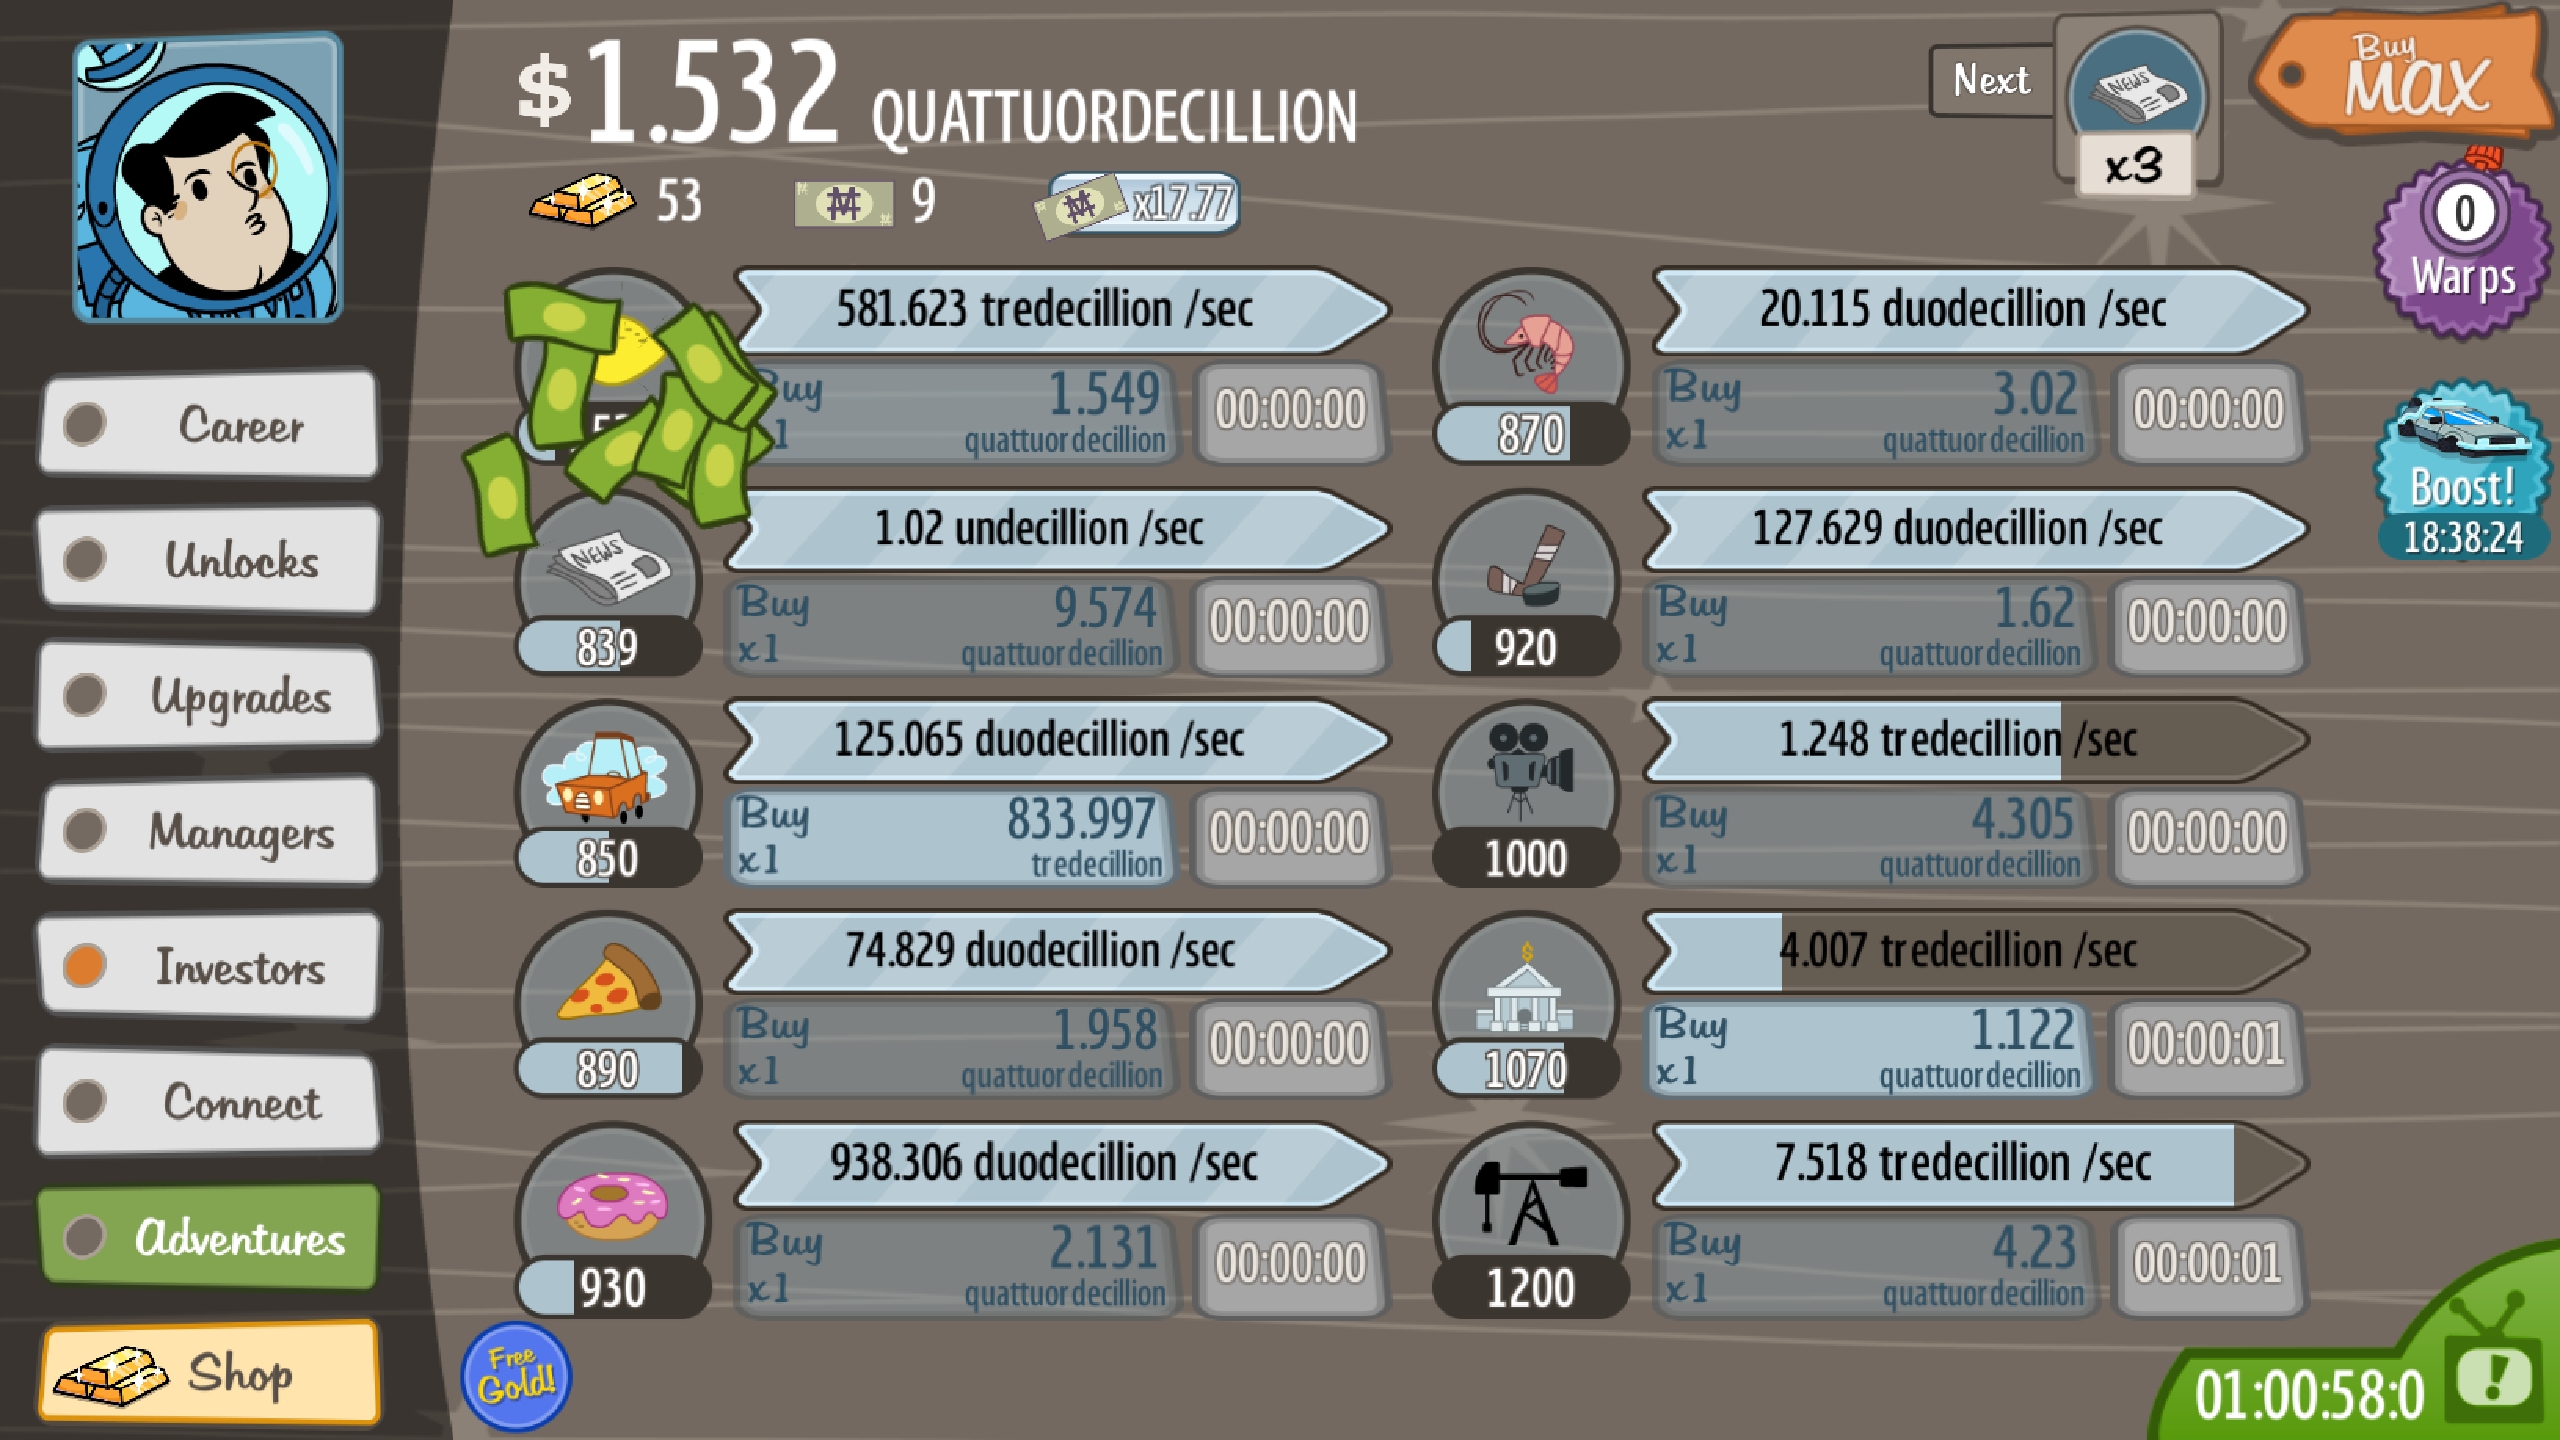 $1.532 QUATTUORDECILLION
53
9
x17.77
Next
NEWS
x3
Buy
MAX
0
Warps
Boost!
18:38:24
Career
Unlocks
Upgrades
Managers
Investors
Connect
Adventures
Shop
581.623 tredecillion /sec
1.549
quattuordecillion
00:00:00
NEWS
839
1.02 undecillion /sec
Buy
x1
9.574
quattuordecillion
00:00:00
850
125.065 duodecillion /sec
Buy
x1
833.997
tredecillion
00:00:00
890
74.829 duodecillion /sec
Buy
x1
1.958
quattuordecillion
00:00:00
930
938.306 duodecillion /sec
Buy
x1
2.131
quattuordecillion
00:00:00
870
20.115 duodecillion /sec
Buy
x1
3.02
quattuordecillion
00:00:00
920
127.629 duodecillion /sec
Buy
x1
1.62
quattuordecillion
00:00:00
1000
1.248 tredecillion /sec
Buy
x1
4.305
quattuordecillion
00:00:00
$
1070
4.007 tredecillion /sec
Buy
x1
1.122
quattuordecillion
00:00:01
1200
7.518 tredecillion /sec
Buy
x1
4.23
quattuordecillion
00:00:01
Free
Gold!
01:00:58:0
!